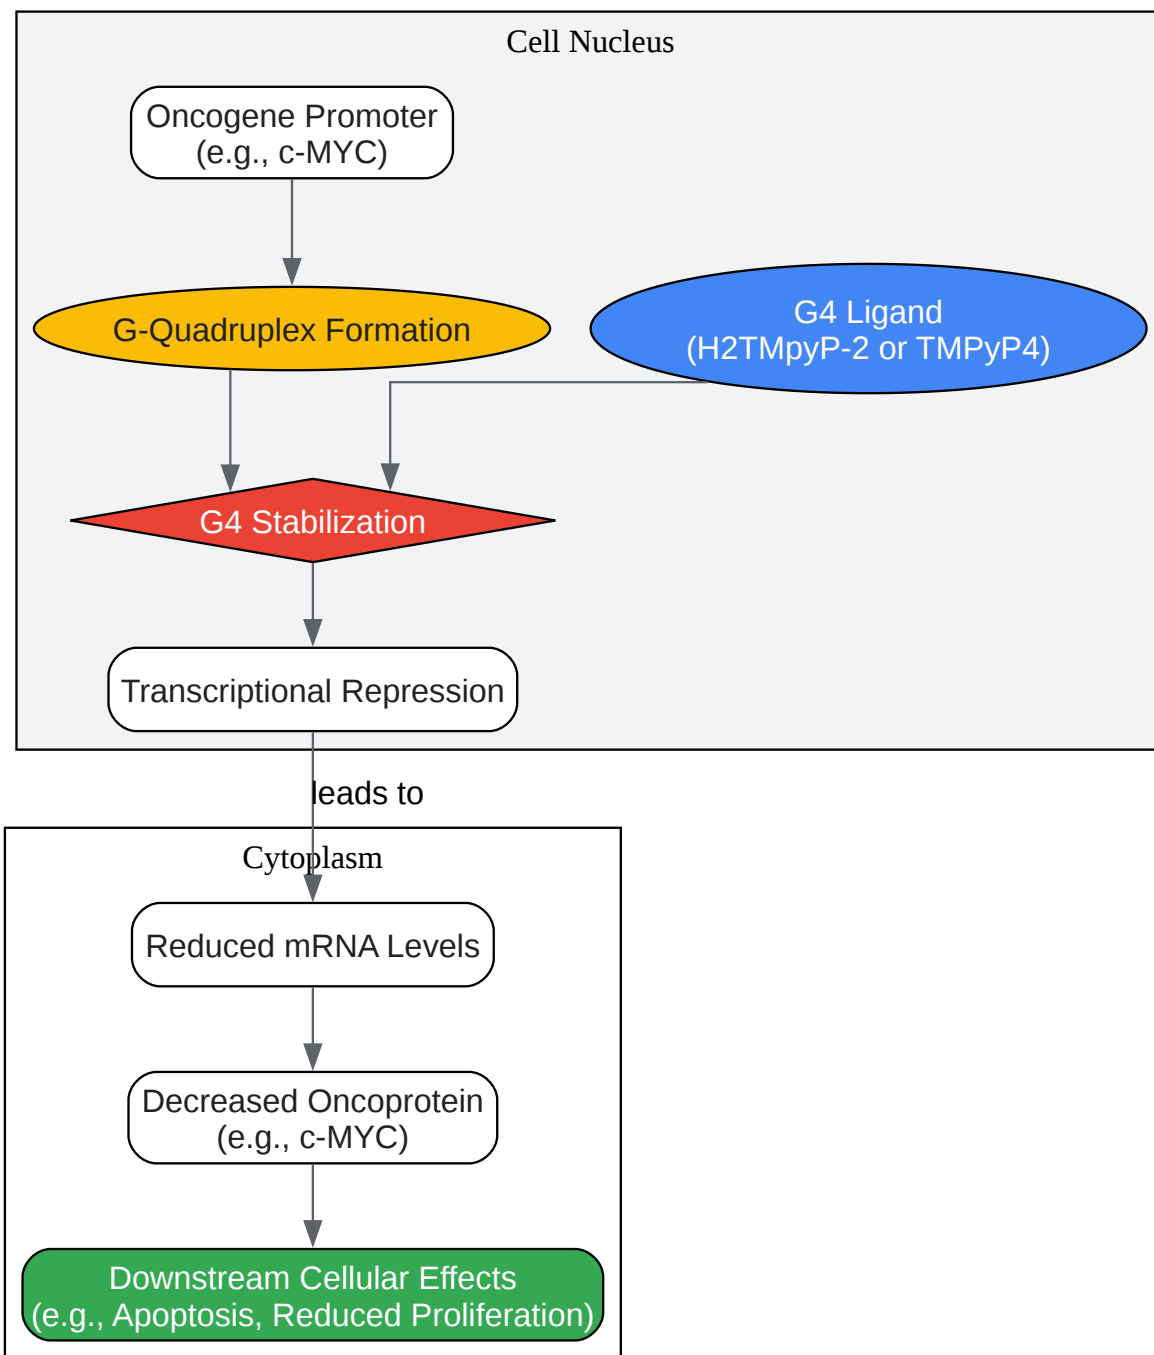 Cell Nucleus
Oncogene Promoter
(e.g., c-MYC)
G-Quadruplex Formation
G4 Ligand
(H2TMpyP-2 or TMPyP4)
G4 Stabilization
Transcriptional Repression
leads to
Cytoplasm
Reduced mRNA Levels
Decreased Oncoprotein
(e.g., c-MYC)
Downstream Cellular Effects
(e.g., Apoptosis, Reduced Proliferation)